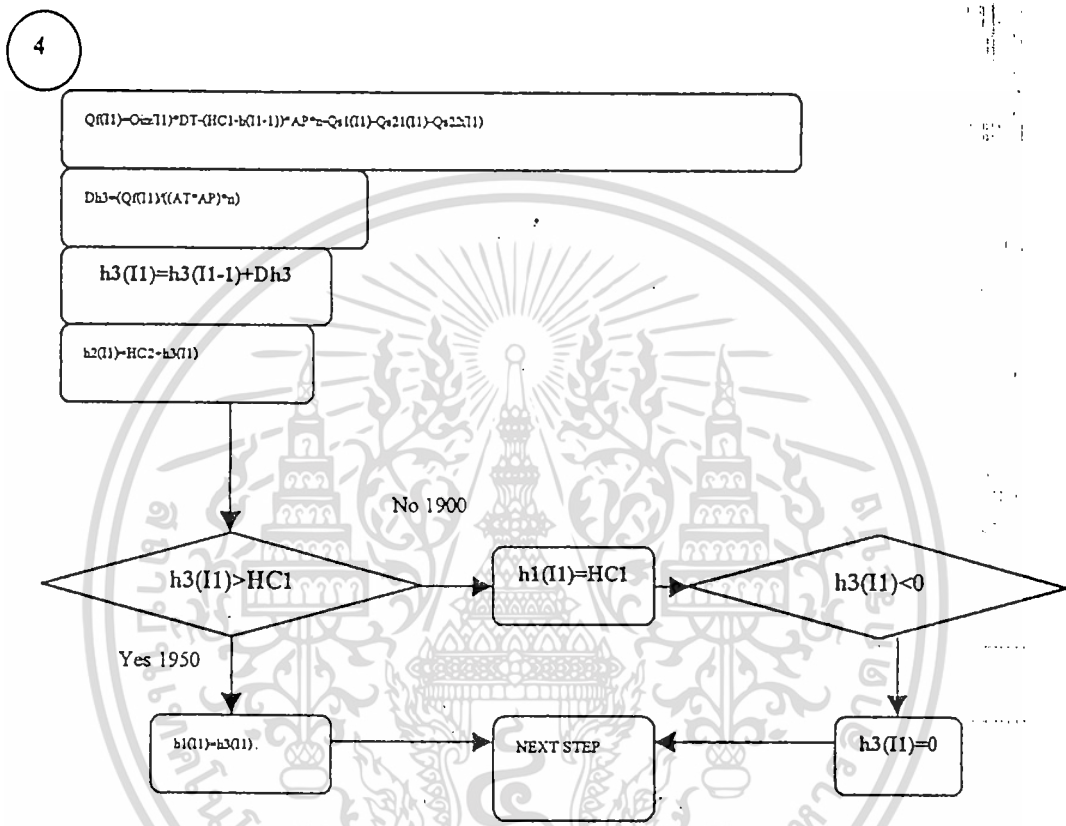 4
Qf(I1)=Oinz(I1)*DT-(HC1-h(I1-1))*AP*n-Qs1(I1)-Qs21(I1)-Qs22(I1)
Dh3=(Qf(I1)/((AT*AP)*n)
h3(I1)=h3(I1-1)+Dh3
h2(I1)=HC2+h3(I1)
No 1900
h3(I1)>HC1
h1(I1)=HC1
h3(I1)<0
Yes 1950
h1(I1)=h3(I1).
NEXT STEP
h3(I1)=0